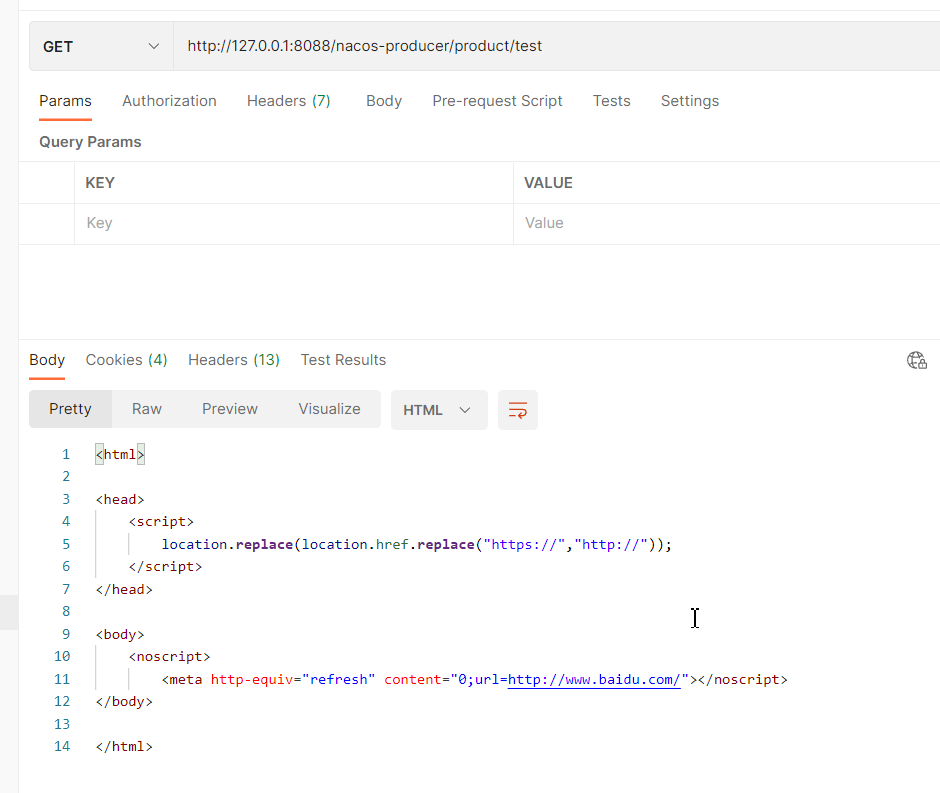 GET http://127.0.0.1:8088/nacos-producer/product/test
Params Authorization Headers (7) Body Pre-request Script Tests Settings
Query Params
KEY VALUE
Key Value
Body Cookies (4) Headers (13) Test Results
Pretty Raw Preview Visualize HTML
1 <html>
2
3 <head>
4 <script>
5 location.replace(location.href.replace("https://","http://"));
6 </script>
7 </head>
8
9 <body>
10 <noscript>
11 <meta http-equiv="refresh" content="0;url=http://www.baidu.com/"></noscript>
12 </body>
13
14 </html>